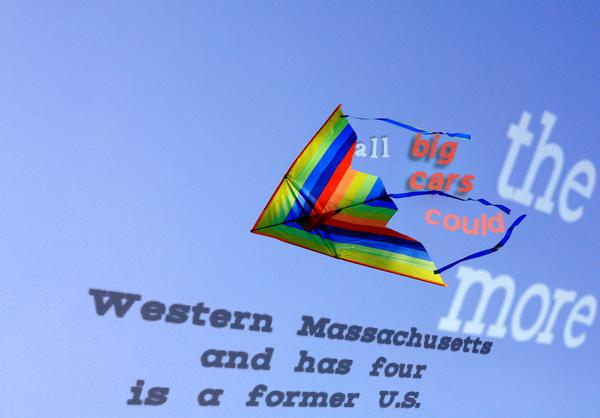 all
big
cars
could
the
more
Western Massachusetts
and has four
is a former U.S.